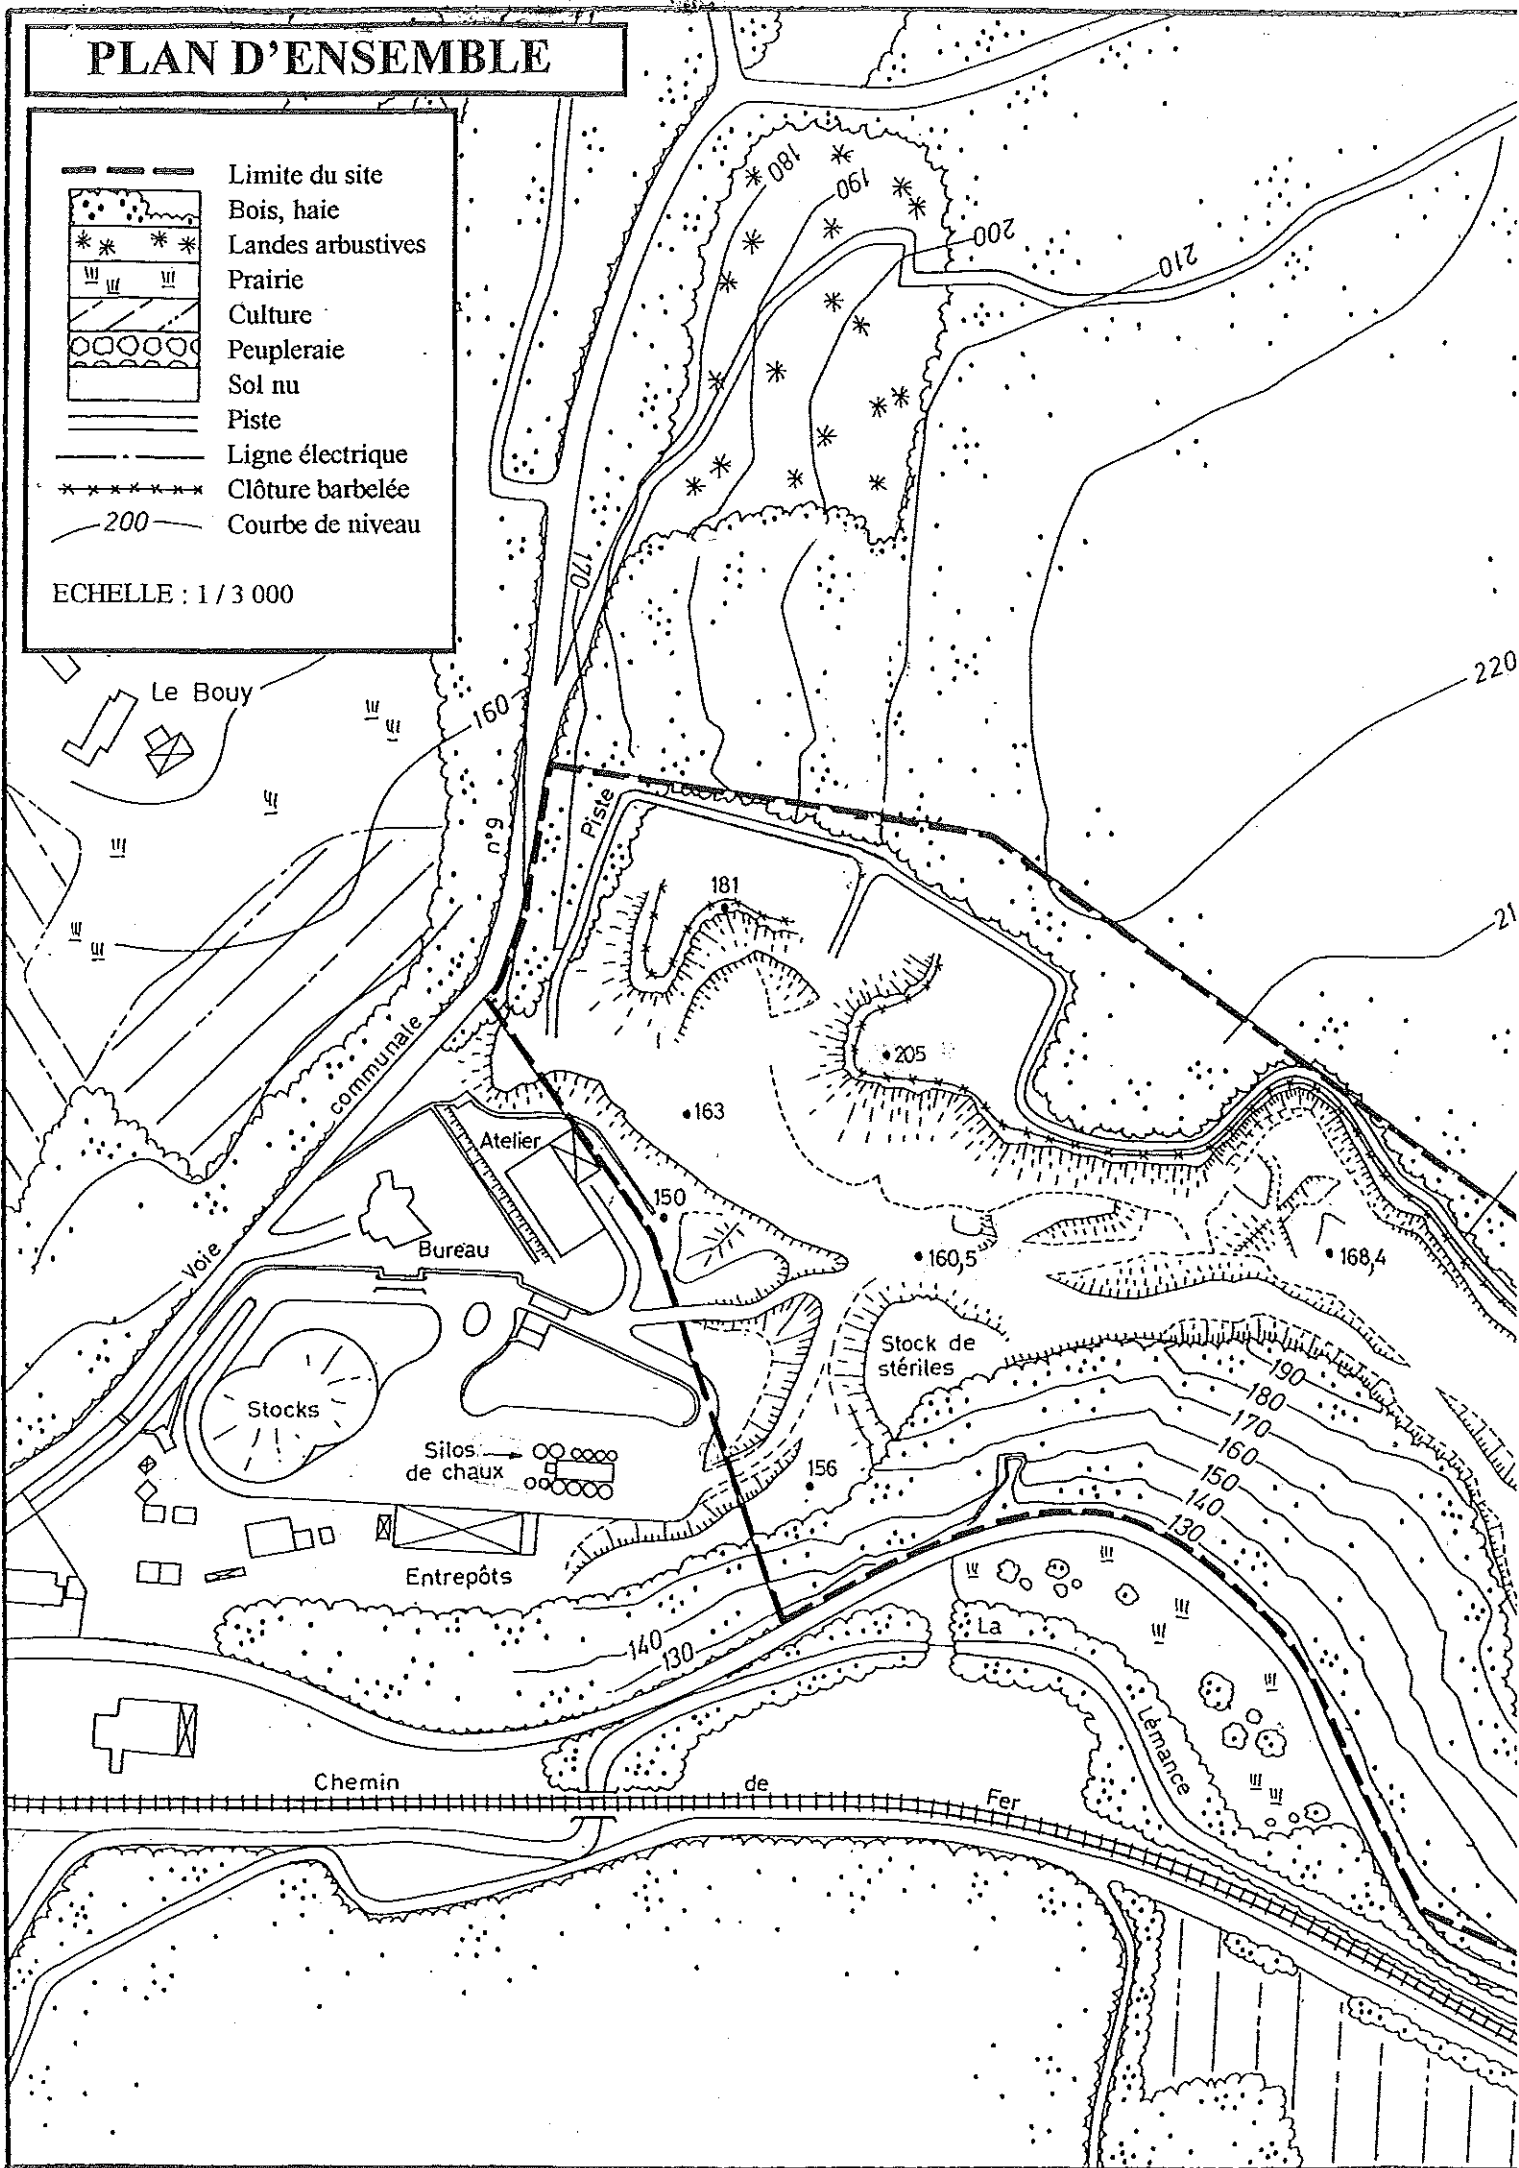 PLAN D'ENSEMBLE
Limite du site
Bois, haie
Landes arbustives
Prairie
Culture
Peupleraie
Sol nu
Piste
Ligne électrique
Clôture barbelée
200
Courbe de niveau
ECHELLE : 1 / 3 000
180
190
200
210
170
220
Le Bouy
160
Piste
n°9
181
21
communale
205
163
Atelier
150
Bureau
Voie
160,5
168,4
Stock de
stériles
190
180
170
160
150
140
130
Stocks
Silos
de chaux
156
Entrepôts
140
130
La
Lémance
Chemin
de
Fer